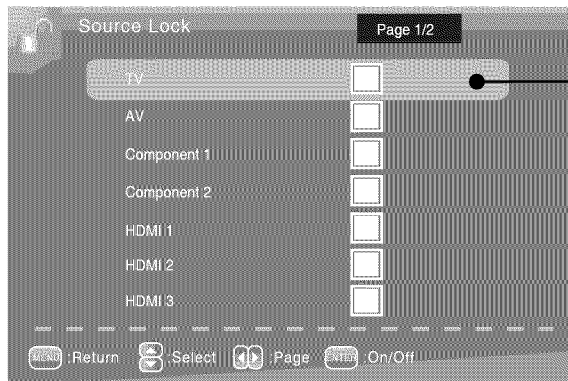 Source Lock Page 1/2
TV
AV
Component 1
Component 2
HDMI 1
HDMI 2
HDMI 3
MENU :Return :Select :Page ENTER :On/Off